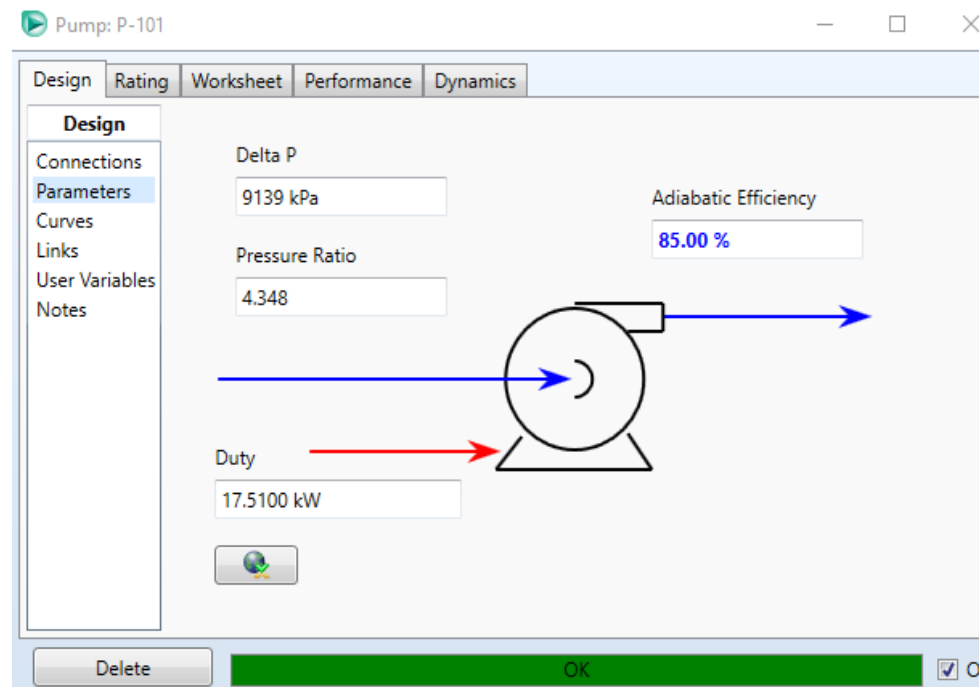 Pump: P-101
Design Rating Worksheet Performance Dynamics
Design
Connections
Parameters
Curves
Links
User Variables
Notes
Delta P
9139 kPa
Pressure Ratio
4.348
Adiabatic Efficiency
85.00 %
Duty
17.5100 kW
Delete
OK